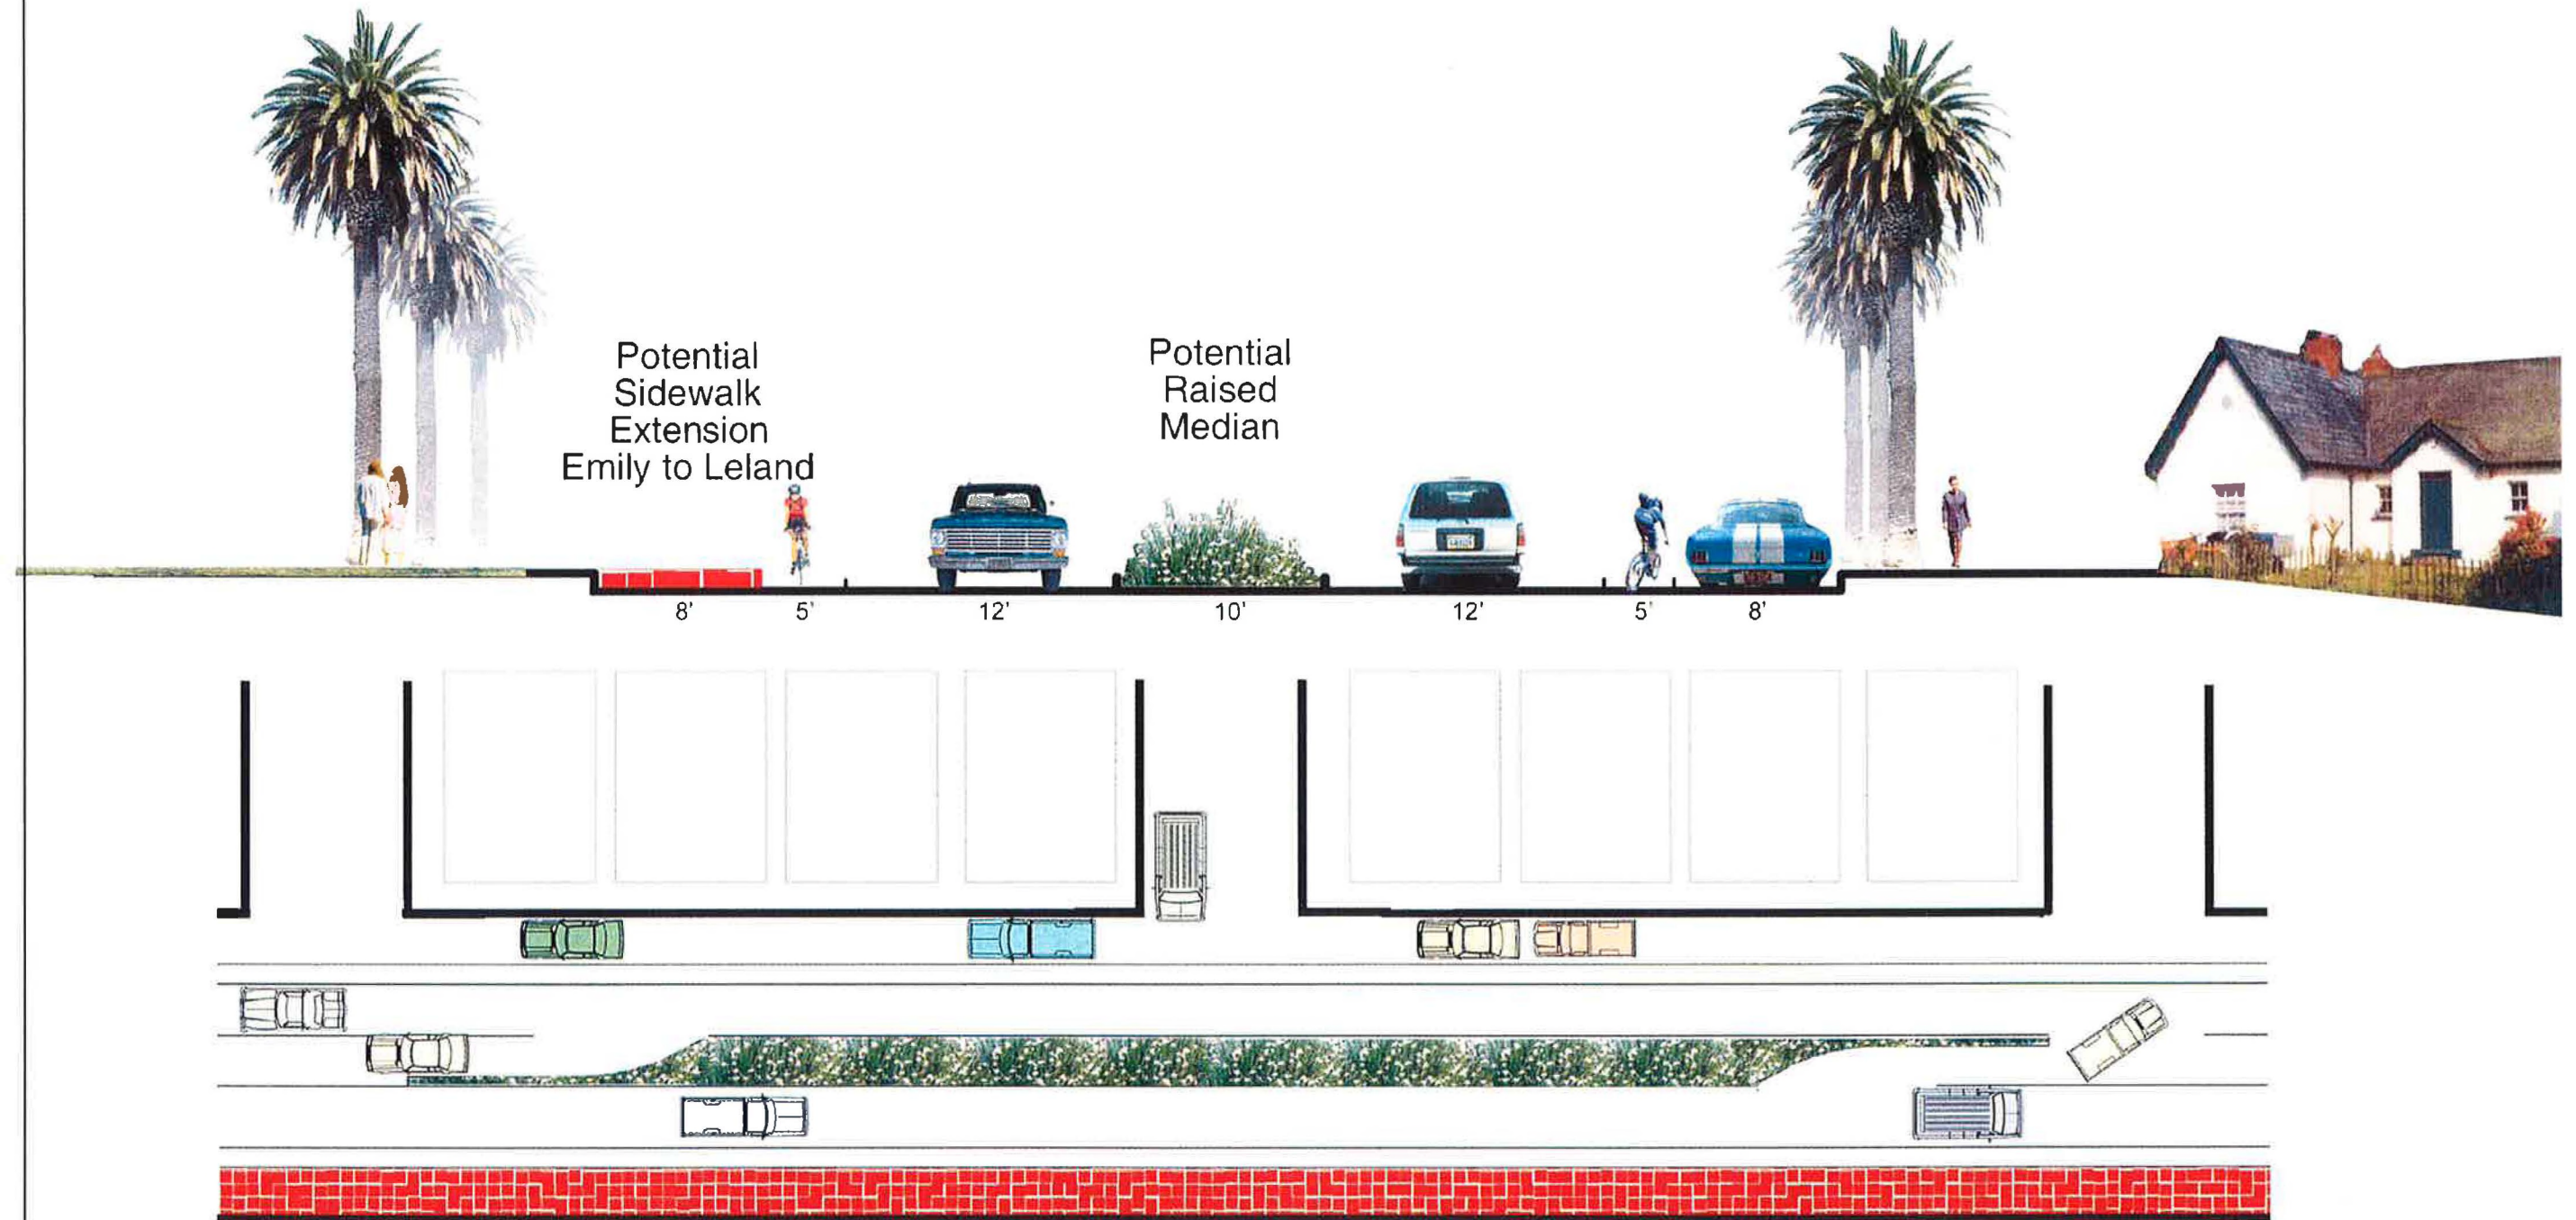 Potential
Sidewalk
Extension
Emily to Leland
Potential
Raised
Median
8' 5' 12' 10' 12' 5' 8'